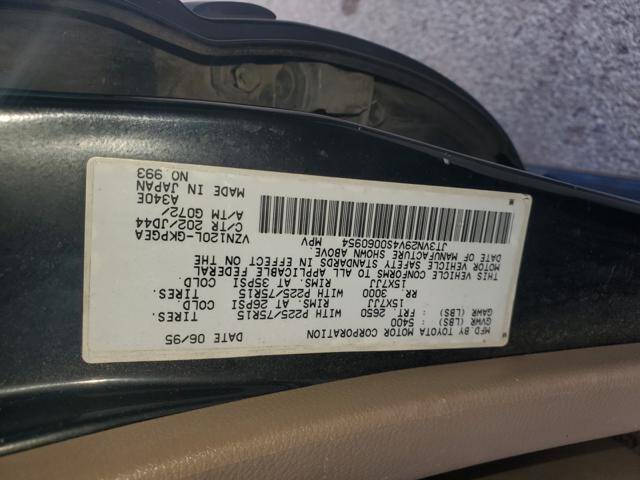 MFD BY TOYOTA MOTOR CORPORATION DATE 06/95
GVWR (LBS) : 5400
GAWR (LBS) : FRT: 2650 WITH P225/75R15 TIRES.
15X7JJ RIMS AT 26PSI COLD
RR: 3000 WITH P225/75R15 TIRES.
15X7JJ RIMS AT 35PSI COLD
THIS VEHICLE CONFORMS TO ALL APPLICABLE FEDERAL
MOTOR VEHICLE SAFETY STANDARDS IN EFFECT ON THE
DATE OF MANUFACTURE SHOWN ABOVE.
JT3VN29V4S0060954 MPV
VZN120L-GKPGEA
C/TR 202/JD44
A/TM G072/
A340E
MADE IN JAPAN
NO 993